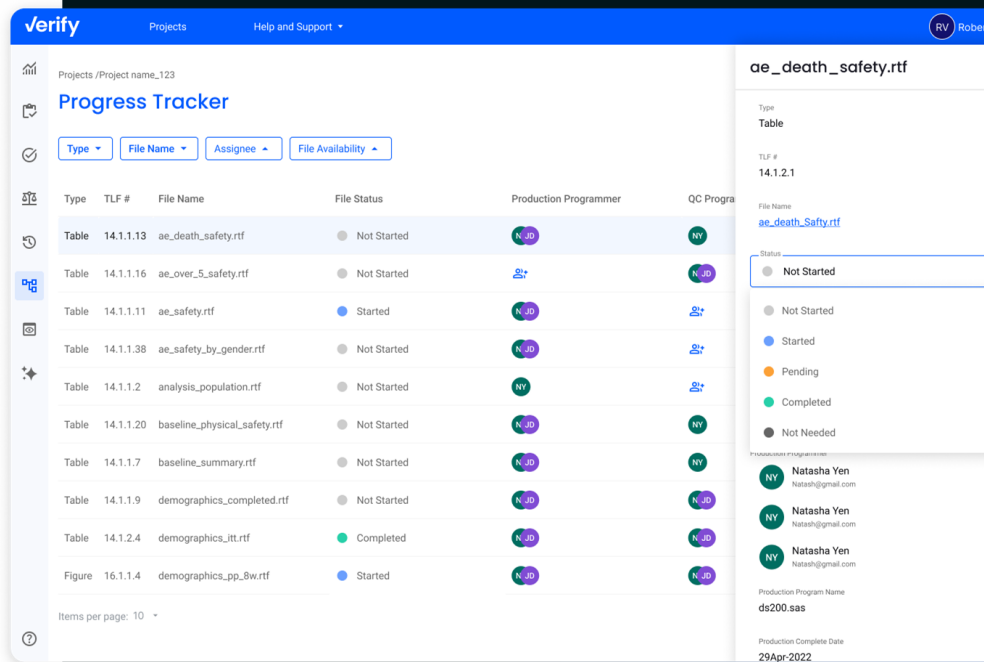 Verify
Projects
Help and Support
RV
Rober
Projects /Project name_123
Progress Tracker
Type
File Name
Assignee
File Availability
Type TLF # File Name File Status Production Programmer QC Progra
Table 14.1.1.13 ae_death_safety.rtf Not Started N JD NY
Table 14.1.1.16 ae_over_5_safety.rtf Not Started N JD
Table 14.1.1.11 ae_safety.rtf Started N JD
Table 14.1.1.38 ae_safety_by_gender.rtf Not Started N JD
Table 14.1.1.2 analysis_population.rtf Not Started NY
Table 14.1.1.20 baseline_physical_safety.rtf Not Started N JD NY
Table 14.1.1.7 baseline_summary.rtf Not Started N JD NY
Table 14.1.1.9 demographics_completed.rtf Not Started N JD N JD
Table 14.1.2.4 demographics_itt.rtf Completed N JD N JD
Figure 16.1.1.4 demographics_pp_8w.rtf Started N JD N JD
Items per page: 10
ae_death_safety.rtf
Type
Table
TLF #
14.1.2.1
File Name
ae_death_Safty.rtf
Status
Not Started
Not Started
Started
Pending
Completed
Not Needed
Production Programmer
NY Natasha Yen
Natash@gmail.com
NY Natasha Yen
Natash@gmail.com
NY Natasha Yen
Natash@gmail.com
Production Program Name
ds200.sas
Production Complete Date
29Apr-2022